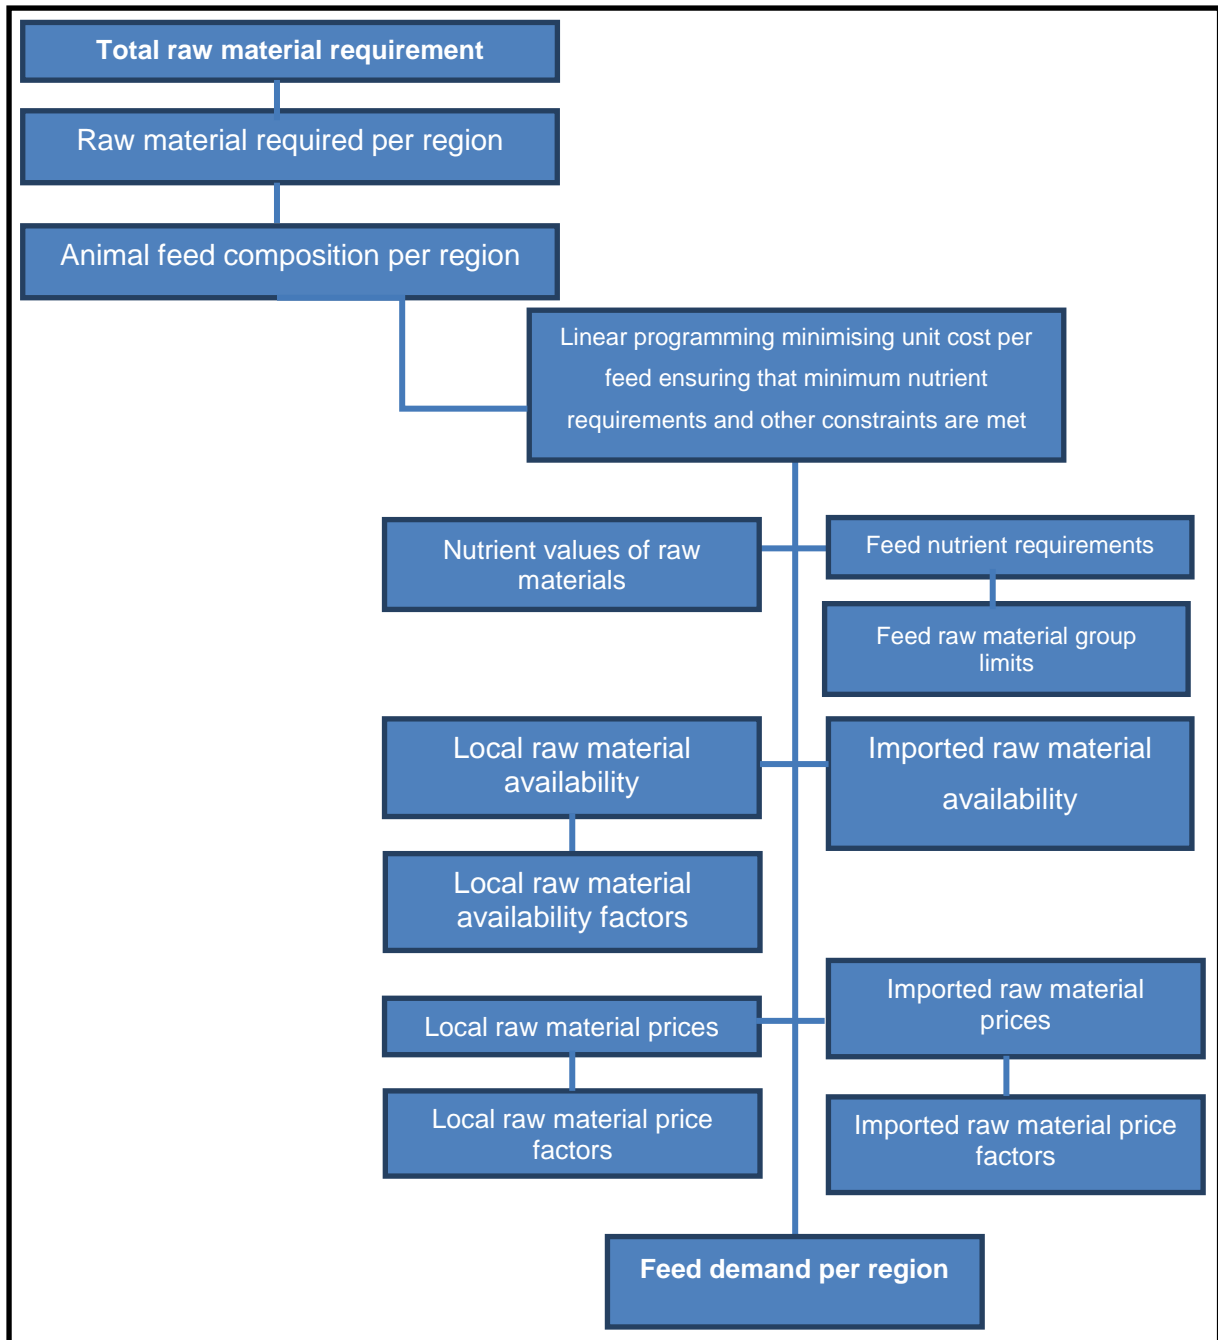 Total raw material requirement
Raw material required per region
Animal feed composition per region
Linear programming minimising unit cost per
feed ensuring that minimum nutrient
requirements and other constraints are met
Nutrient values of raw
materials
Feed nutrient requirements
Feed raw material group
limits
Local raw material
availability
Imported raw material
availability
Local raw material
availability factors
Imported raw material
prices
Local raw material prices
Local raw material price
factors
Imported raw material price
factors
Feed demand per region